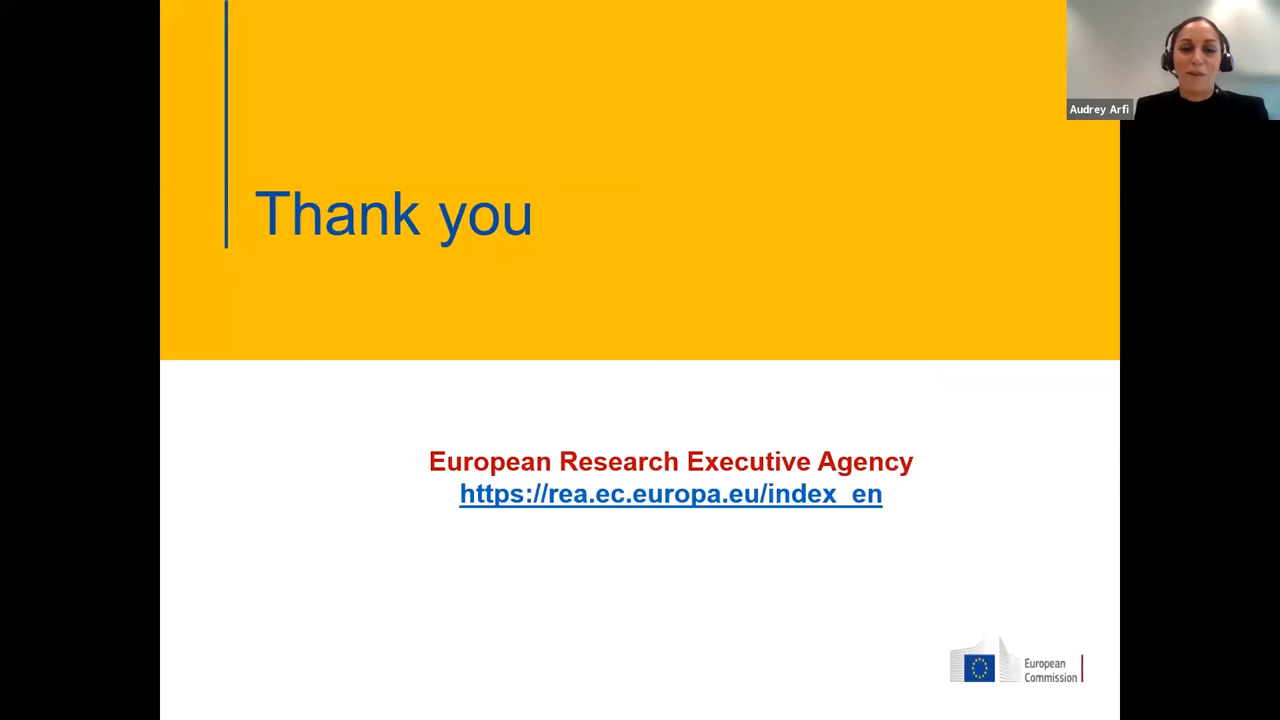 Audrey Arfi
Thank you
European Research Executive Agency
https://rea.ec.europa.eu/index_en
European
Commission